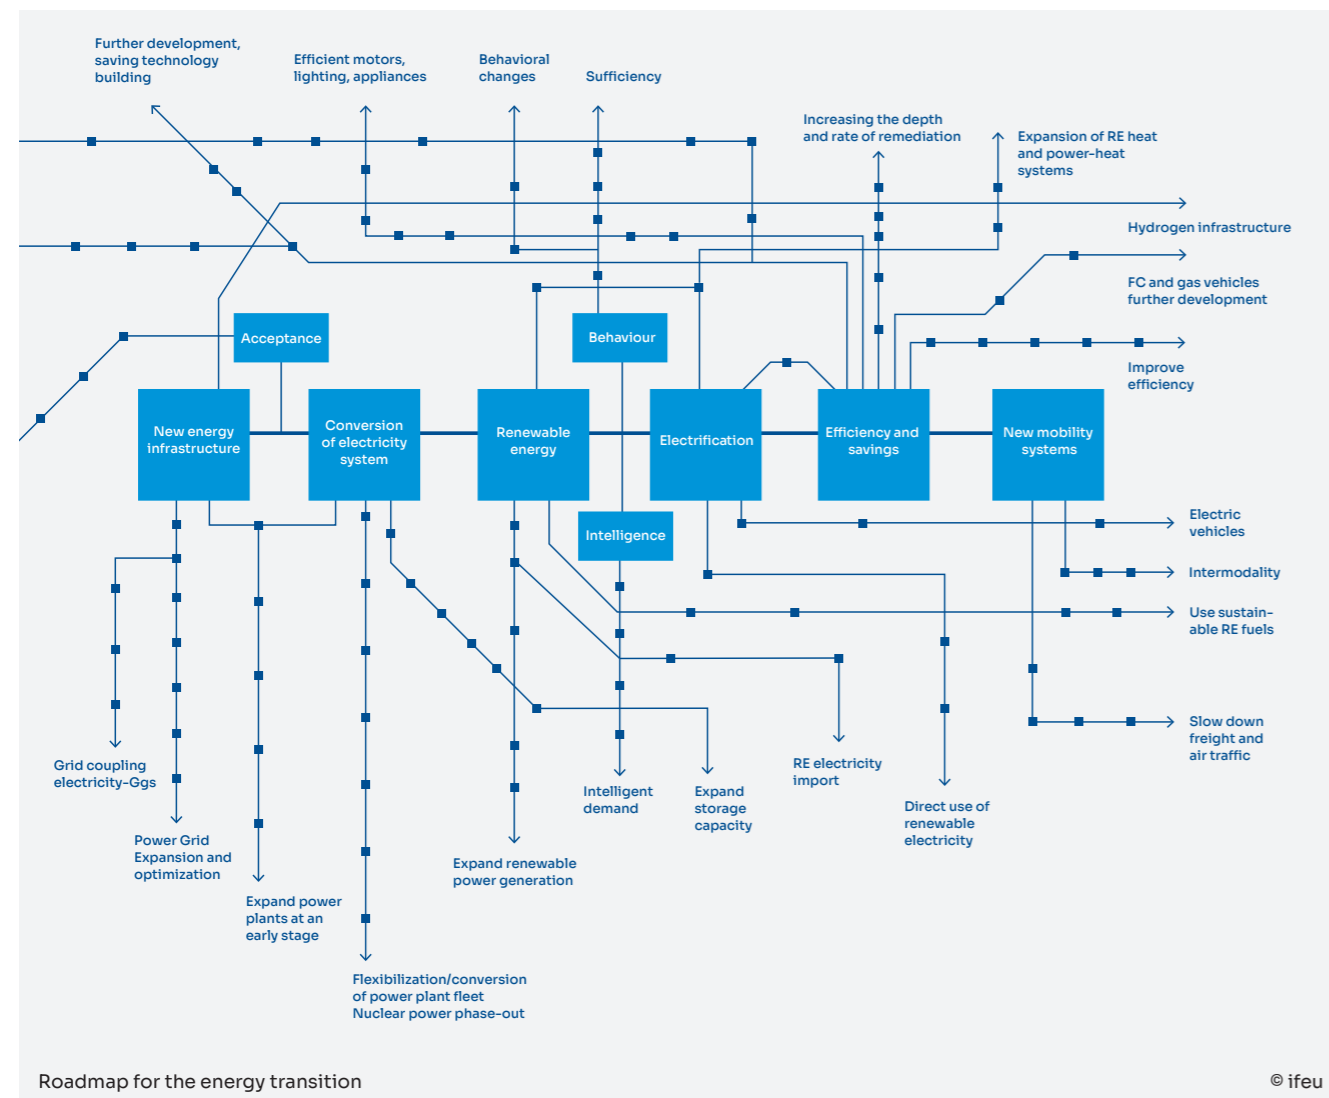 Further development,
saving technology
building
Efficient motors,
lighting, appliances
Behavioral
changes
Sufficiency
Increasing the depth
and rate of remediation
Expansion of RE heat
and power-heat
systems
Hydrogen infrastructure
FC and gas vehicles
further development
Improve
efficiency
Acceptance
Behaviour
New energy
infrastructure
Conversion
of electricity
system
Renewable
energy
Electrification
Efficiency and
savings
New mobility
systems
Intelligence
Electric
vehicles
Intermodality
Use sustain-
able RE fuels
Slow down
freight and
air traffic
Grid coupling
electricity-Ggs
Power Grid
Expansion and
optimization
Expand power
plants at an
early stage
Flexibilization/conversion
of power plant fleet
Nuclear power phase-out
Expand renewable
power generation
Intelligent
demand
Expand
storage
capacity
RE electricity
import
Direct use of
renewable
electricity
Roadmap for the energy transition
© ifeu